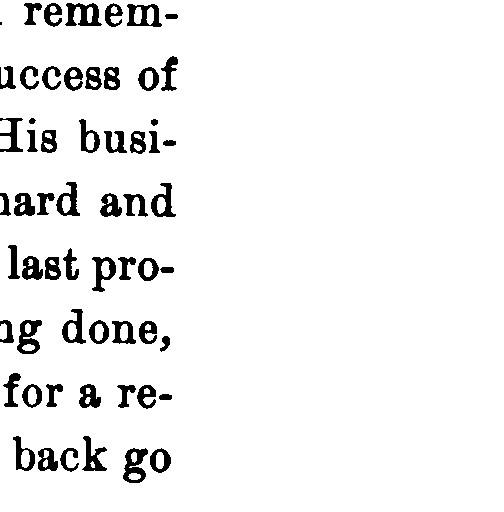 remem-
uccess of
His busi-
hard and
last pro-
ng done,
for a re-
back go